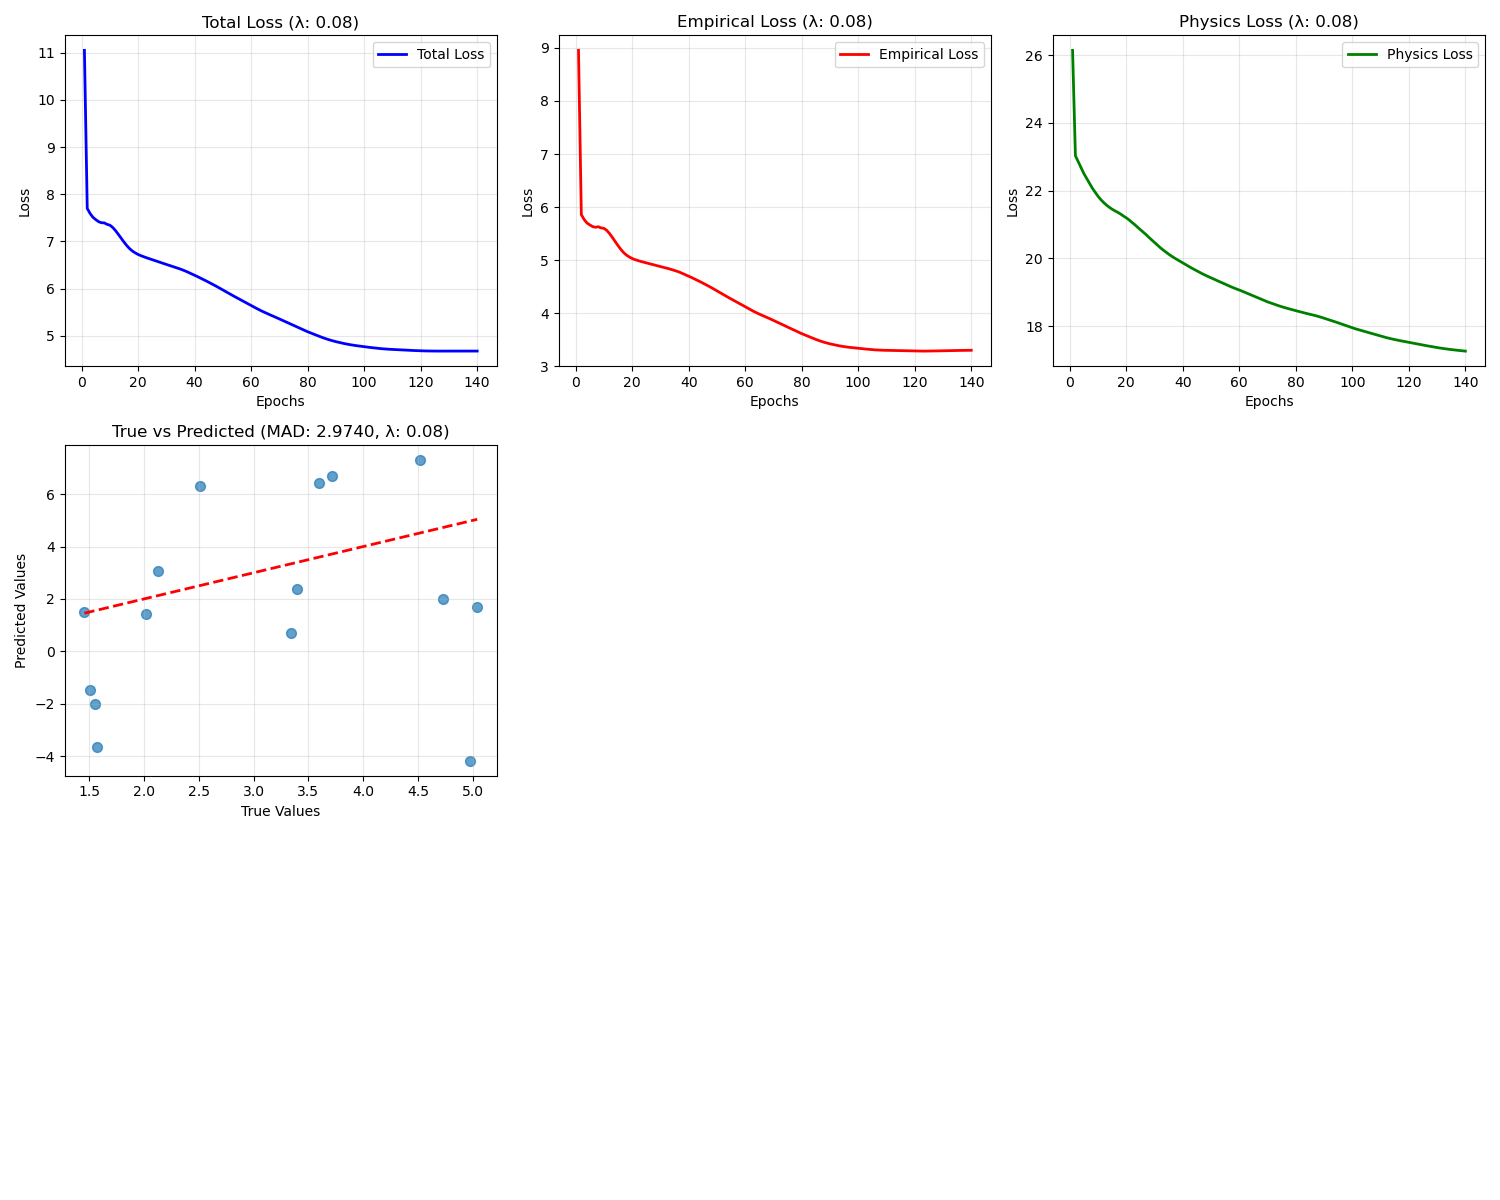 Total Loss (λ: 0.08)
Total Loss
Loss
11
10
9
8
7
6
5
0 20 40 60 80 100 120 140
Epochs
Empirical Loss (λ: 0.08)
Empirical Loss
Loss
9
8
7
6
5
4
3
0 20 40 60 80 100 120 140
Epochs
Physics Loss (λ: 0.08)
Physics Loss
Loss
26
24
22
20
18
0 20 40 60 80 100 120 140
Epochs
True vs Predicted (MAD: 2.9740, λ: 0.08)
Predicted Values
6
4
2
0
−2
−4
1.5 2.0 2.5 3.0 3.5 4.0 4.5 5.0
True Values